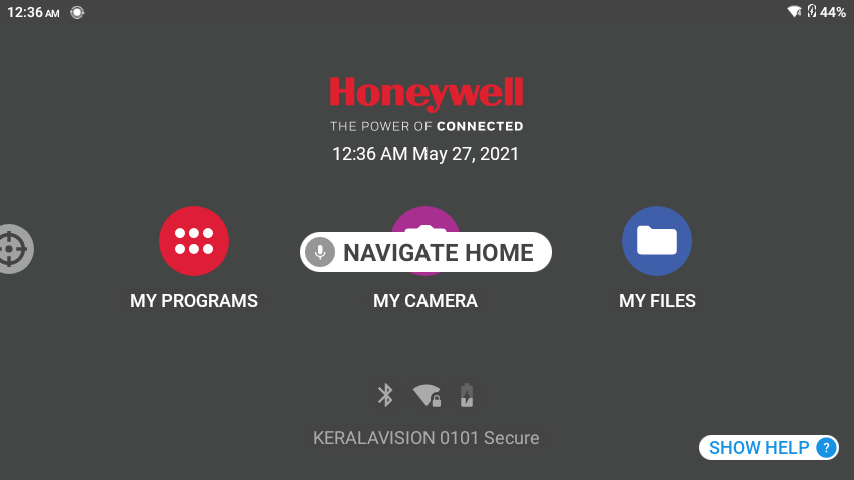 12:36 AM
44%
Honeywell
THE POWER OF CONNECTED
12:36 AM May 27, 2021
NAVIGATE HOME
MY PROGRAMS
MY CAMERA
MY FILES
KERALAVISION 0101 Secure
SHOW HELP ?